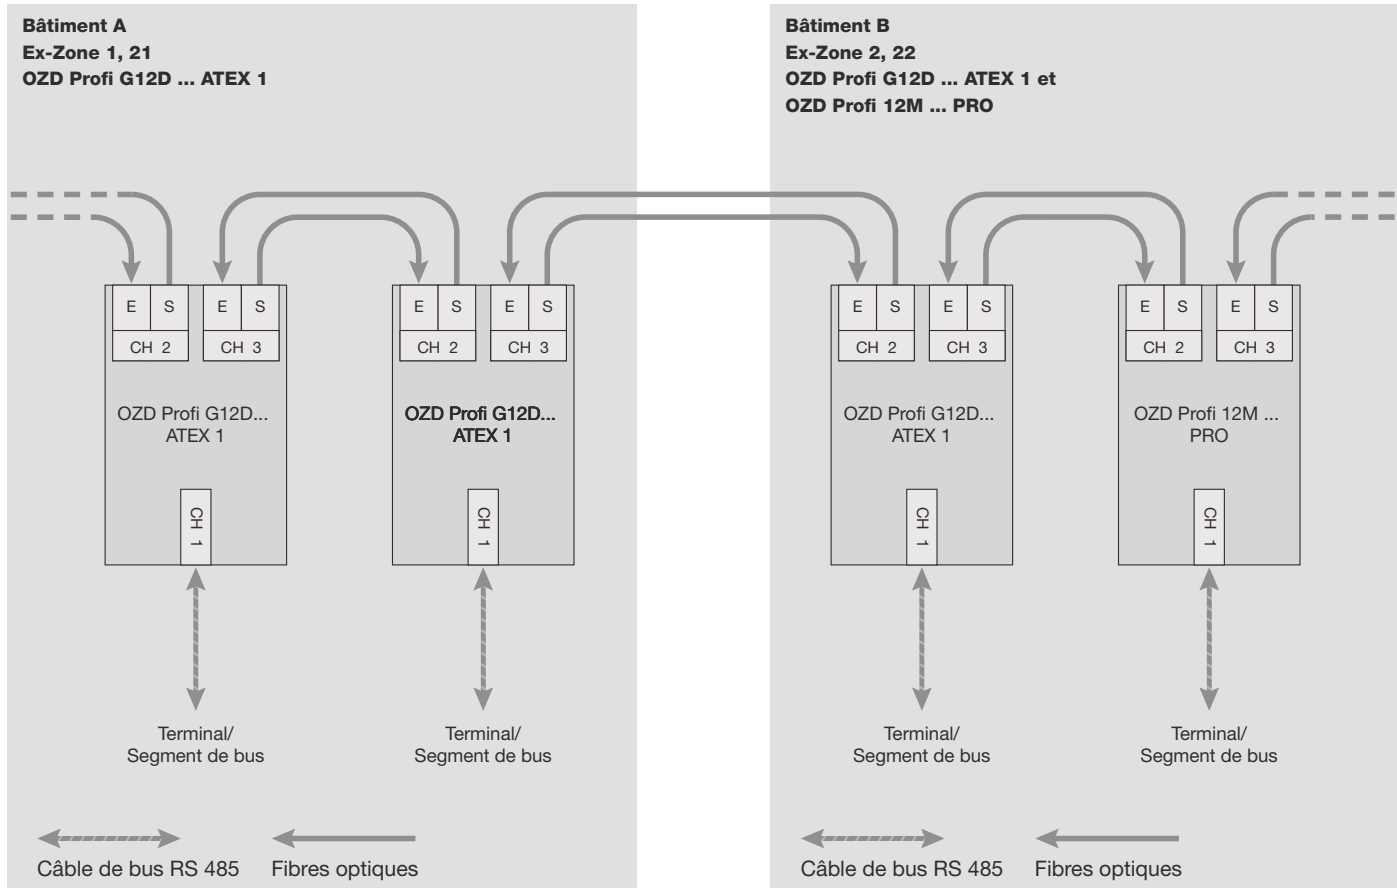 Bâtiment A
Ex-Zone 1, 21
OZD Profi G12D ... ATEX 1
Bâtiment B
Ex-Zone 2, 22
OZD Profi G12D ... ATEX 1 et
OZD Profi 12M ... PRO
E S E S
CH 2 CH 3
OZD Profi G12D...
ATEX 1
CH 1
Terminal/
Segment de bus
E S E S
CH 2 CH 3
OZD Profi G12D...
ATEX 1
CH 1
Terminal/
Segment de bus
E S E S
CH 2 CH 3
OZD Profi G12D...
ATEX 1
CH 1
Terminal/
Segment de bus
E S E S
CH 2 CH 3
OZD Profi 12M ...
PRO
CH 1
Terminal/
Segment de bus
Câble de bus RS 485 Fibres optiques
Câble de bus RS 485 Fibres optiques